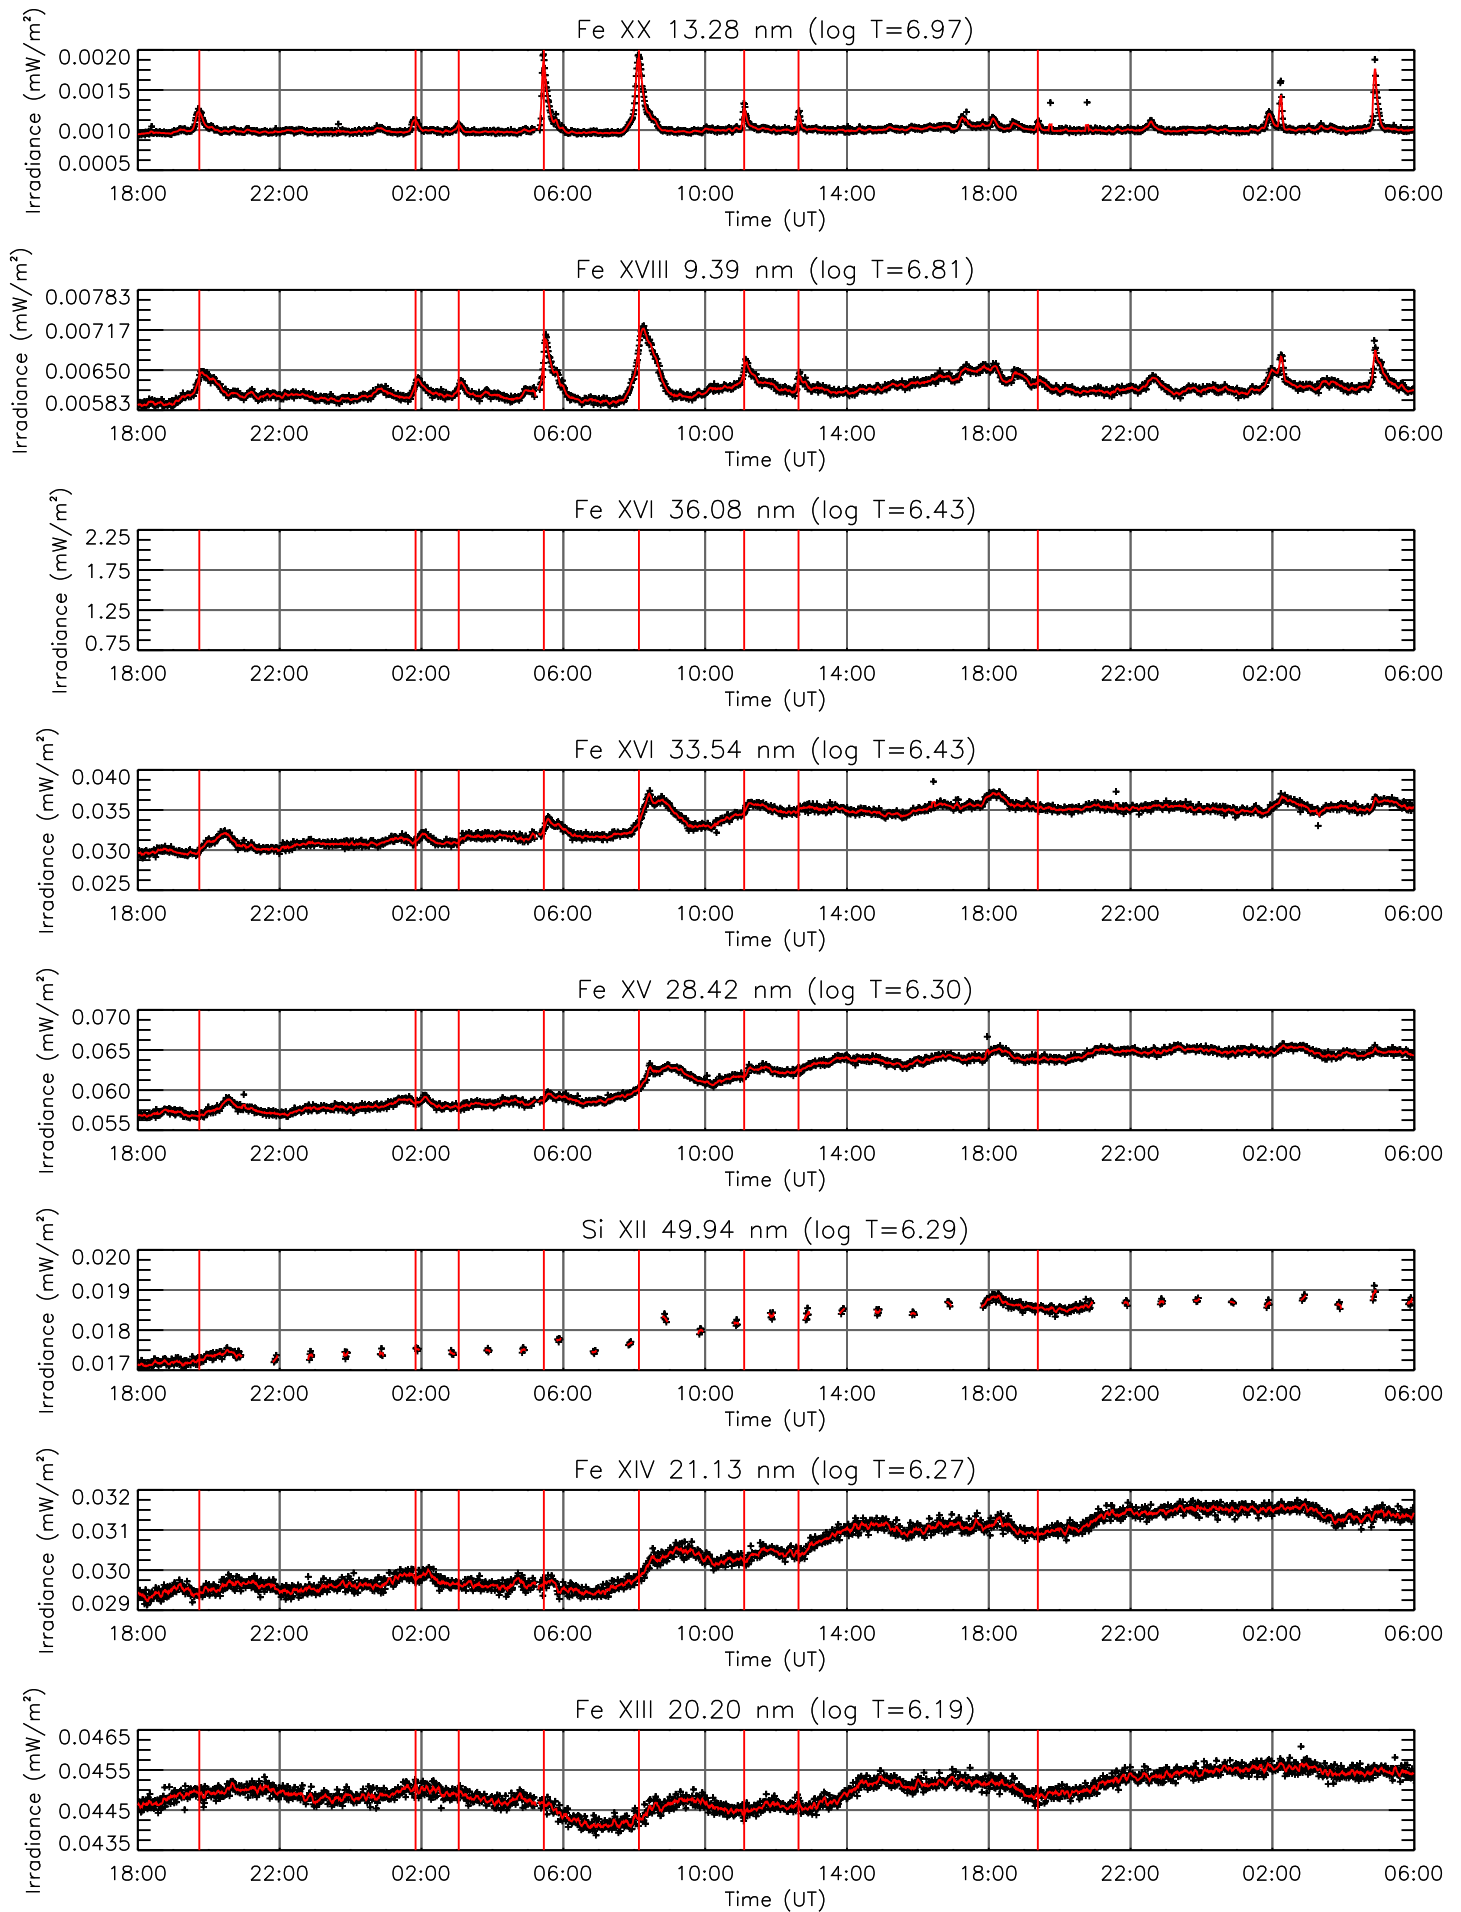 Fe XX 13.28 nm (log T=6.97)
Irradiance (mW/m²)
0.0020
0.0015
0.0010
0.0005
18:00 22:00 02:00 06:00 10:00 14:00 18:00 22:00 02:00 06:00
Time (UT)
Fe XVIII 9.39 nm (log T=6.81)
Irradiance (mW/m²)
0.00783
0.00717
0.00650
0.00583
18:00 22:00 02:00 06:00 10:00 14:00 18:00 22:00 02:00 06:00
Time (UT)
Fe XVI 36.08 nm (log T=6.43)
Irradiance (mW/m²)
2.25
1.75
1.25
0.75
18:00 22:00 02:00 06:00 10:00 14:00 18:00 22:00 02:00 06:00
Time (UT)
Fe XVI 33.54 nm (log T=6.43)
Irradiance (mW/m²)
0.040
0.035
0.030
0.025
18:00 22:00 02:00 06:00 10:00 14:00 18:00 22:00 02:00 06:00
Time (UT)
Fe XV 28.42 nm (log T=6.30)
Irradiance (mW/m²)
0.070
0.065
0.060
0.055
18:00 22:00 02:00 06:00 10:00 14:00 18:00 22:00 02:00 06:00
Time (UT)
Si XII 49.94 nm (log T=6.29)
Irradiance (mW/m²)
0.020
0.019
0.018
0.017
18:00 22:00 02:00 06:00 10:00 14:00 18:00 22:00 02:00 06:00
Time (UT)
Fe XIV 21.13 nm (log T=6.27)
Irradiance (mW/m²)
0.032
0.031
0.030
0.029
18:00 22:00 02:00 06:00 10:00 14:00 18:00 22:00 02:00 06:00
Time (UT)
Fe XIII 20.20 nm (log T=6.19)
Irradiance (mW/m²)
0.0465
0.0455
0.0445
0.0435
18:00 22:00 02:00 06:00 10:00 14:00 18:00 22:00 02:00 06:00
Time (UT)